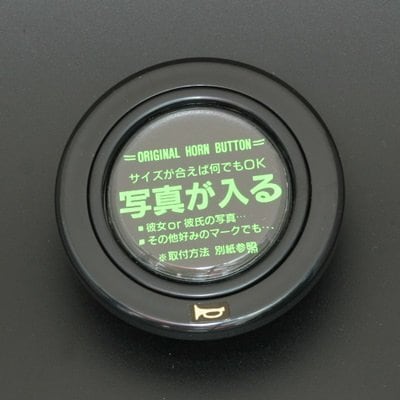 ORIGINAL HORN BUTTON
サイズが合えば何でもOK
写真が入る
■彼女or彼氏の写真…
■その他好みのマークでも…
※取付方法 別紙参照